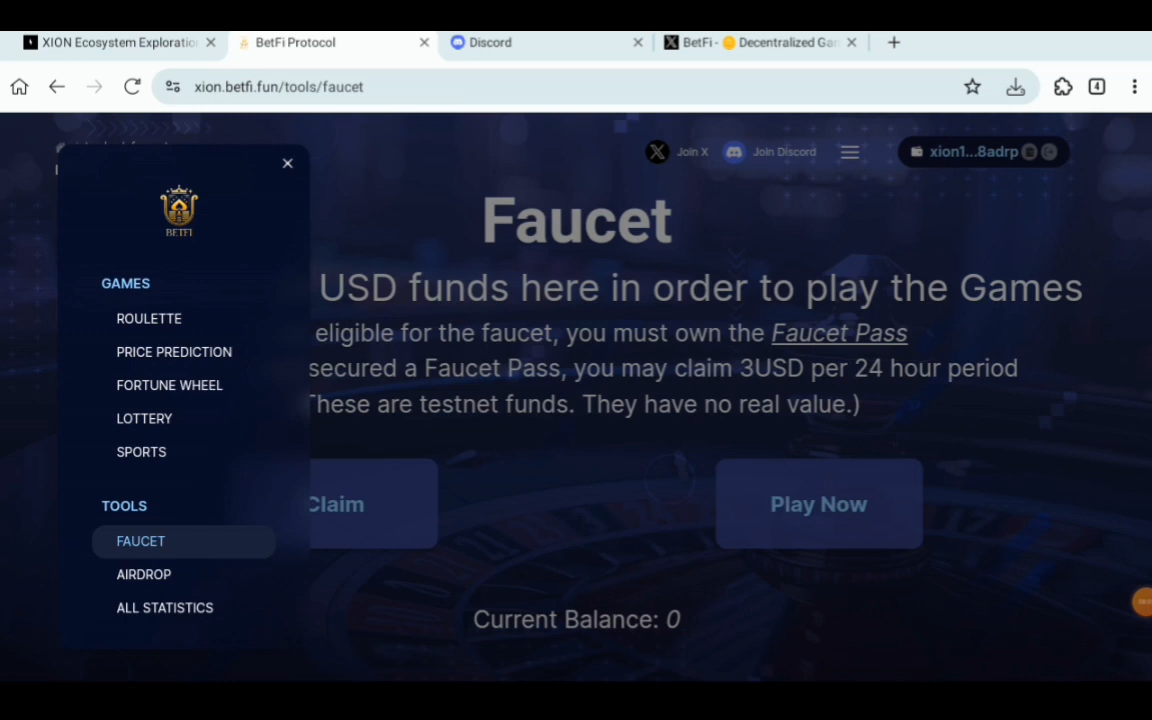 XION Ecosystem Exploration
BetFi Protocol
Discord
BetFi - Decentralized Gam
xion.betfi.fun/tools/faucet
4
Join X
Join Discord
xion1...8adrp
BETFI
GAMES
ROULETTE
PRICE PREDICTION
FORTUNE WHEEL
LOTTERY
SPORTS
TOOLS
FAUCET
AIRDROP
ALL STATISTICS
Faucet
USD funds here in order to play the Games
eligible for the faucet, you must own the Faucet Pass
secured a Faucet Pass, you may claim 3USD per 24 hour period
These are testnet funds. They have no real value.)
Claim
Play Now
Current Balance: 0